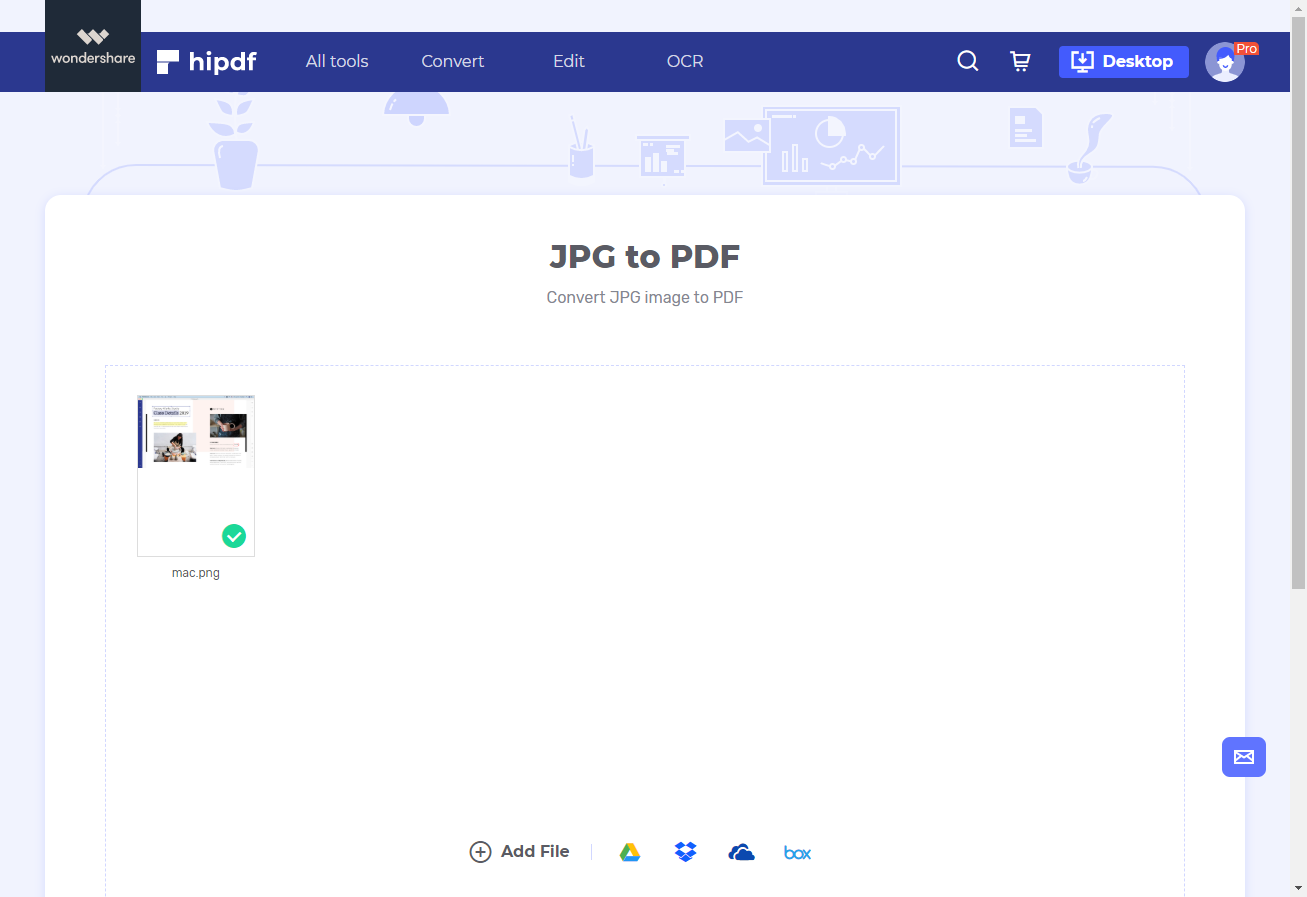 wondershare
hipdf
All tools
Convert
Edit
OCR
Desktop
Pro
JPG to PDF
Convert JPG image to PDF
mac.png
Add File
box